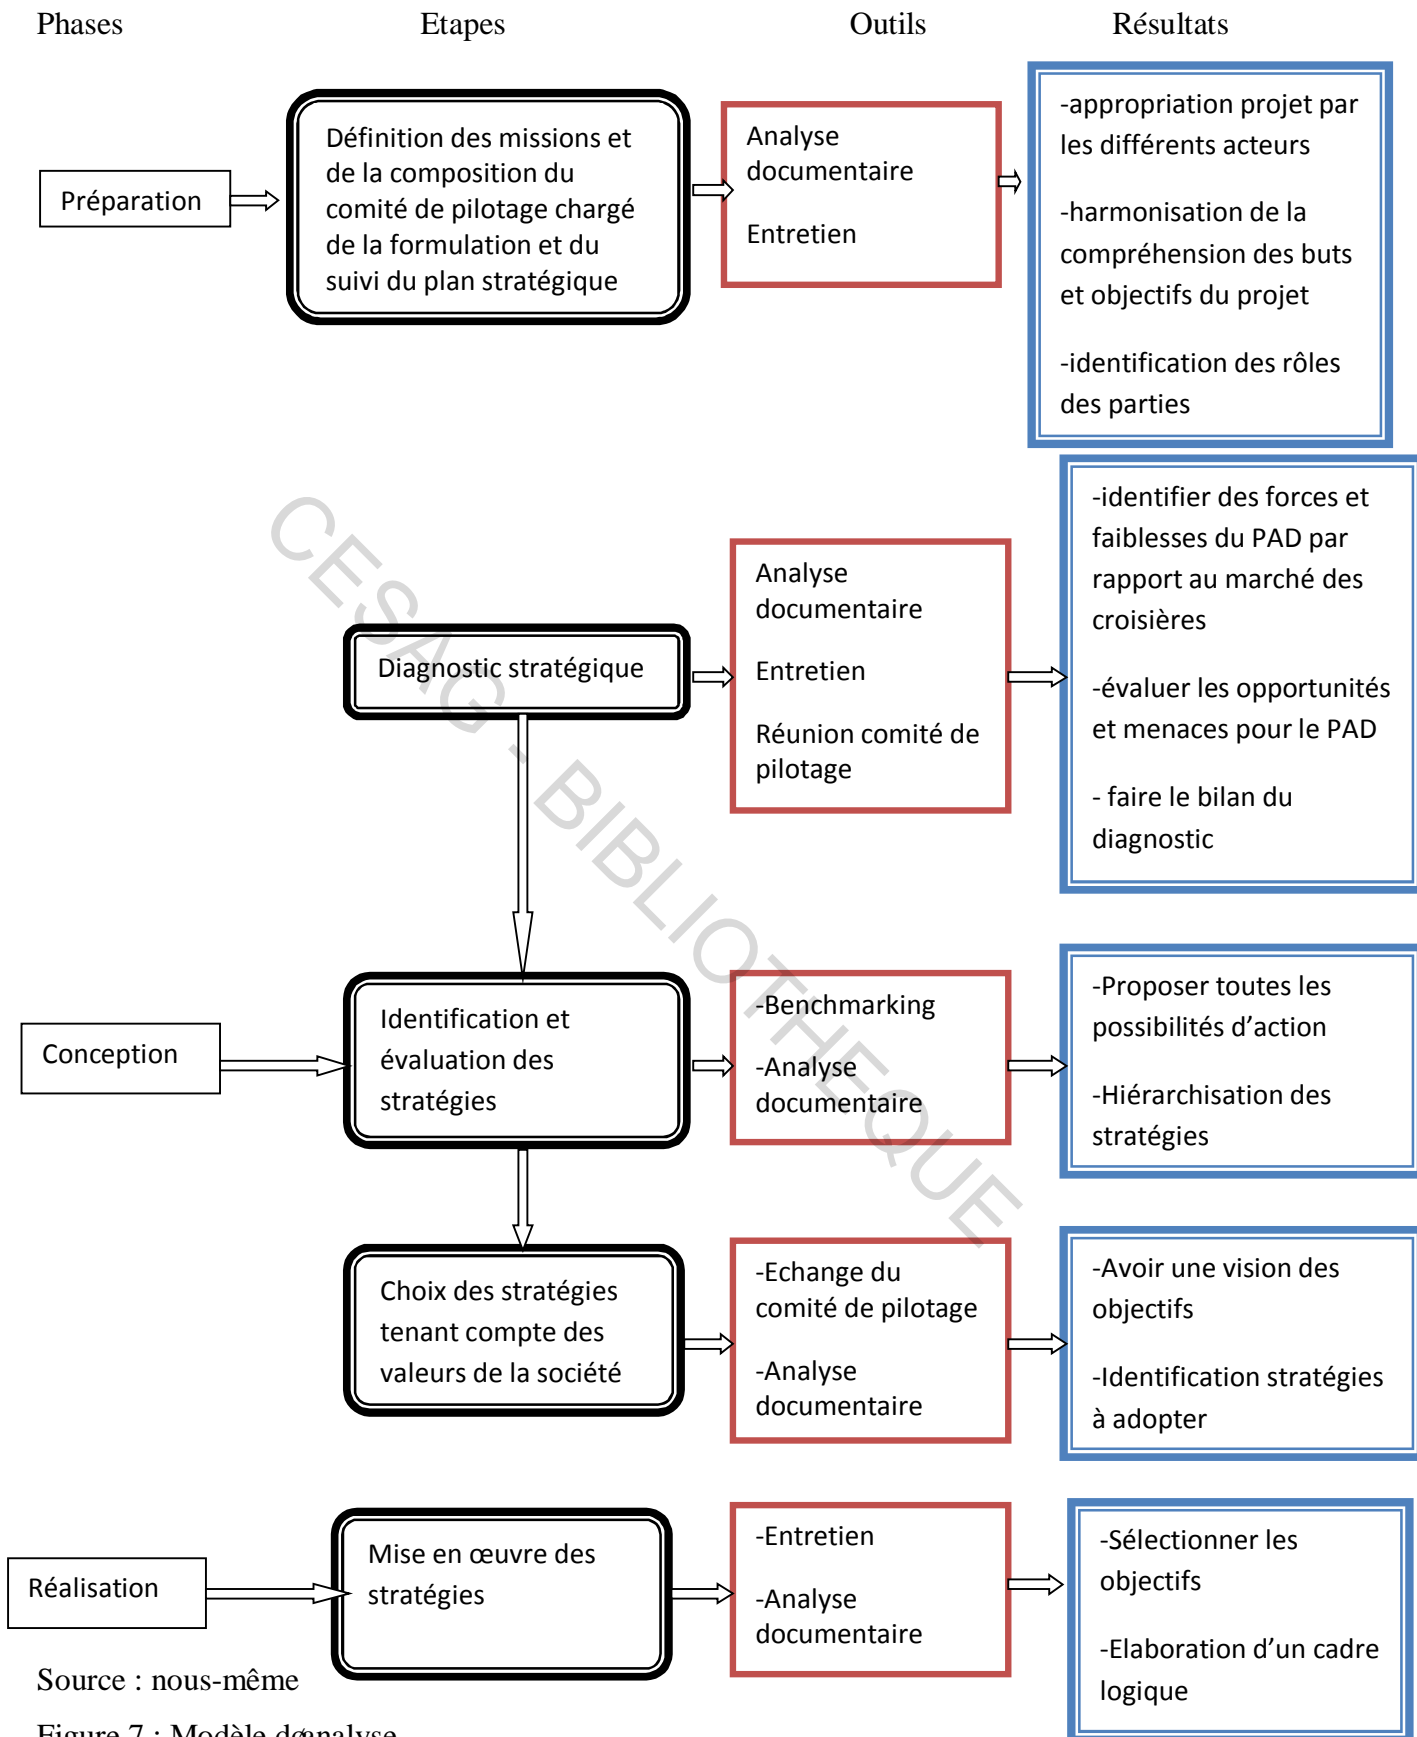 Phases Etapes Outils Résultats
Préparation
Définition des missions et
de la composition du
comité de pilotage chargé
de la formulation et du
suivi du plan stratégique
Analyse
documentaire
Entretien
-appropriation projet par
les différents acteurs
-harmonisation de la
compréhension des buts
et objectifs du projet
-identification des rôles
des parties
Diagnostic stratégique
Analyse
documentaire
Entretien
Réunion comité de
pilotage
-identifier des forces et
faiblesses du PAD par
rapport au marché des
croisières
-évaluer les opportunités
et menaces pour le PAD
- faire le bilan du
diagnostic
CESAG - BIBLIOTHEQUE
Conception
Identification et
évaluation des
stratégies
-Benchmarking
-Analyse
documentaire
-Proposer toutes les
possibilités d’action
-Hiérarchisation des
stratégies
Choix des stratégies
tenant compte des
valeurs de la société
-Echange du
comité de pilotage
-Analyse
documentaire
-Avoir une vision des
objectifs
-Identification stratégies
à adopter
Réalisation
Mise en œuvre des
stratégies
-Entretien
-Analyse
documentaire
-Sélectionner les
objectifs
-Elaboration d’un cadre
logique
Source : nous-même
Figure 7 : Modèle dœanalyse